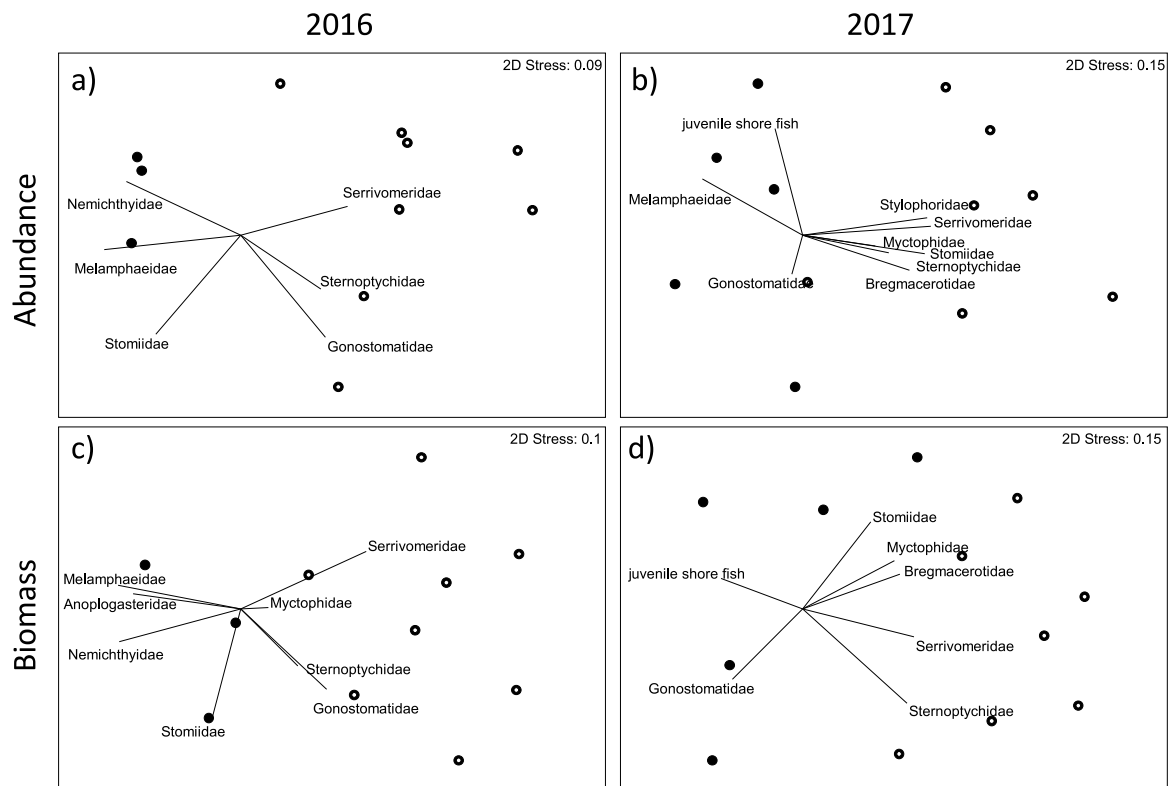 2016
2017
Abundance
a)
2D Stress: 0.09
Nemichthyidae
Serrivomeridae
Melamphaeidae
Sternoptychidae
Stomiidae
Gonostomatidae
b)
2D Stress: 0.15
juvenile shore fish
Melamphaeidae
Stylophoridae
Serrivomeridae
Myctophidae
Stomiidae
Sternoptychidae
Gonostomatidae
Bregmacerotidae
Biomass
c)
2D Stress: 0.1
Serrivomeridae
Melamphaeidae
Anoplogasteridae
Myctophidae
Nemichthyidae
Sternoptychidae
Gonostomatidae
Stomiidae
d)
2D Stress: 0.15
Stomiidae
Myctophidae
juvenile shore fish
Bregmacerotidae
Serrivomeridae
Gonostomatidae
Sternoptychidae